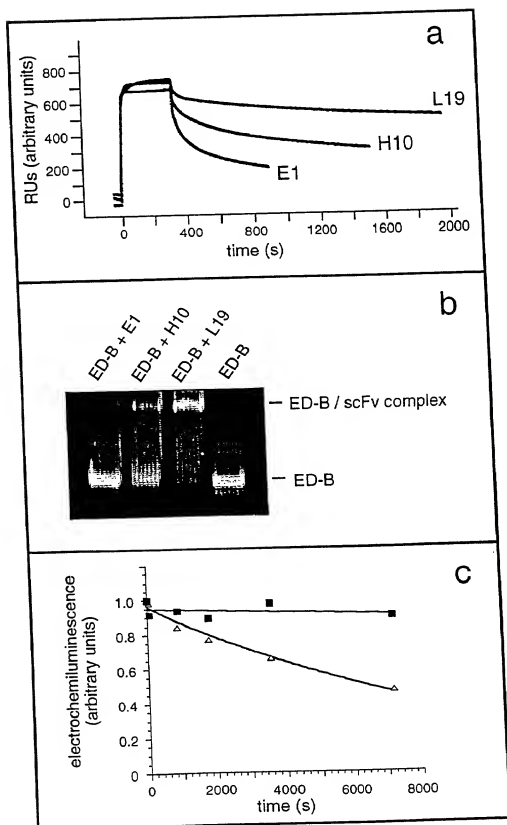 a
RUs (arbitrary units)
800
600
400
200
0
L19
H10
E1
0 400 800 1200 1600 2000
time (s)
b
ED-B + E1
ED-B + H10
ED-B + L19
ED-B
ED-B / scFv complex
ED-B
c
electrochemiluminescence
(arbitrary units)
1.0
0.8
0.6
0.4
0.2
0
0 2000 4000 6000 8000
time (s)